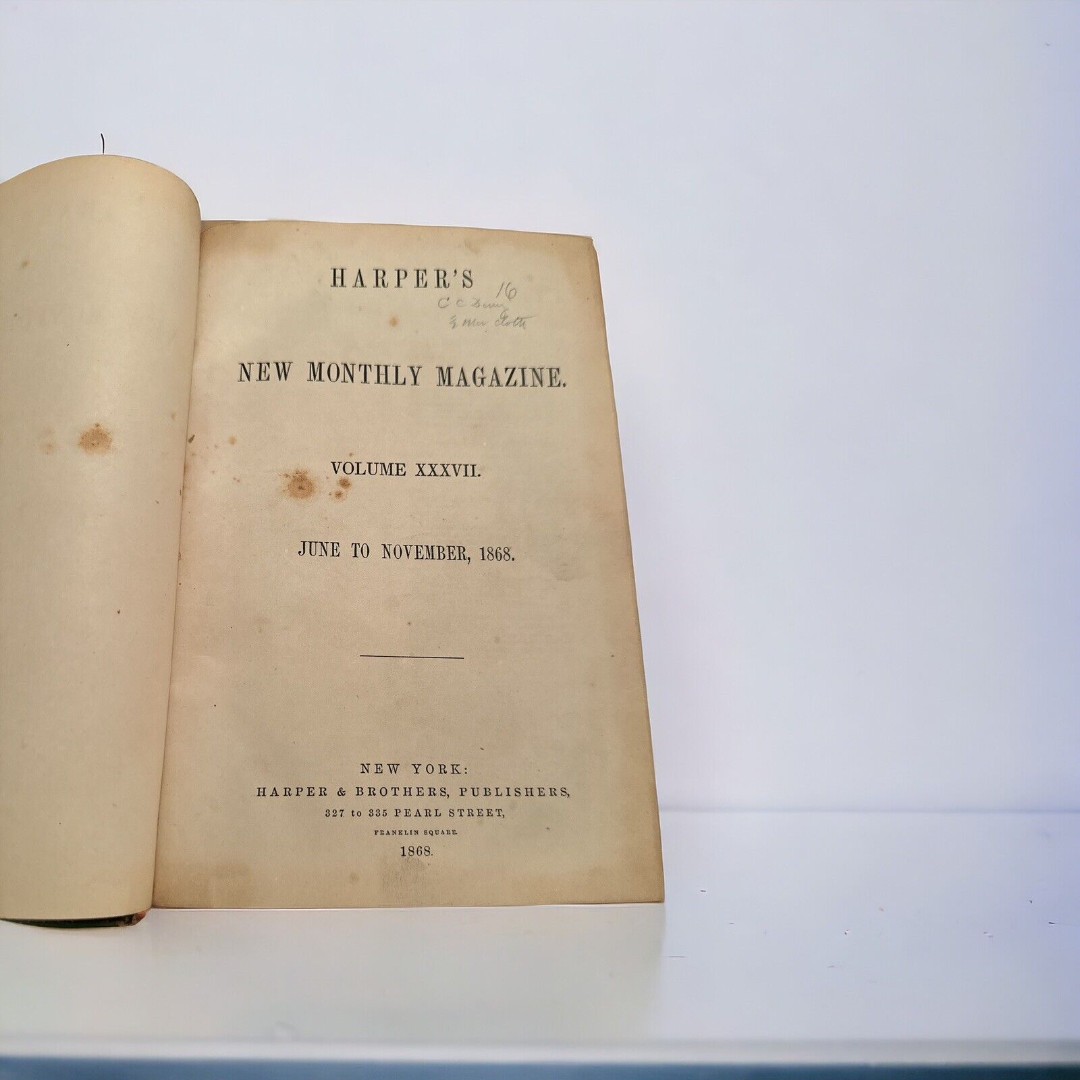 HARPER'S
16
C C
NEW MONTHLY MAGAZINE.
VOLUME XXXVII.
JUNE TO NOVEMBER, 1868.
NEW YORK:
HARPER & BROTHERS, PUBLISHERS,
327 to 335 PEARL STREET,
FRANKLIN SQUARE.
1868.